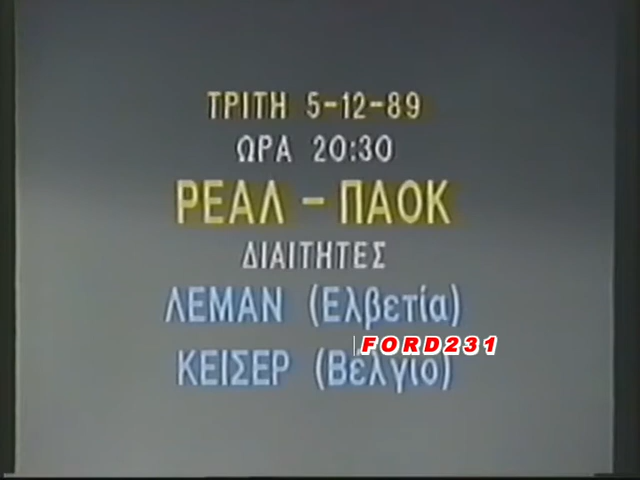 ΤΡΙΤΗ 5-12-89
ΩΡΑ 20:30
ΡΕΑΛ - ΠΑΟΚ
ΔΙΑΙΤΗΤΕΣ
ΛΕΜΑΝ (Ελβετία)
FORD231
ΚΕΙΣΕΡ (Βέλγιο)